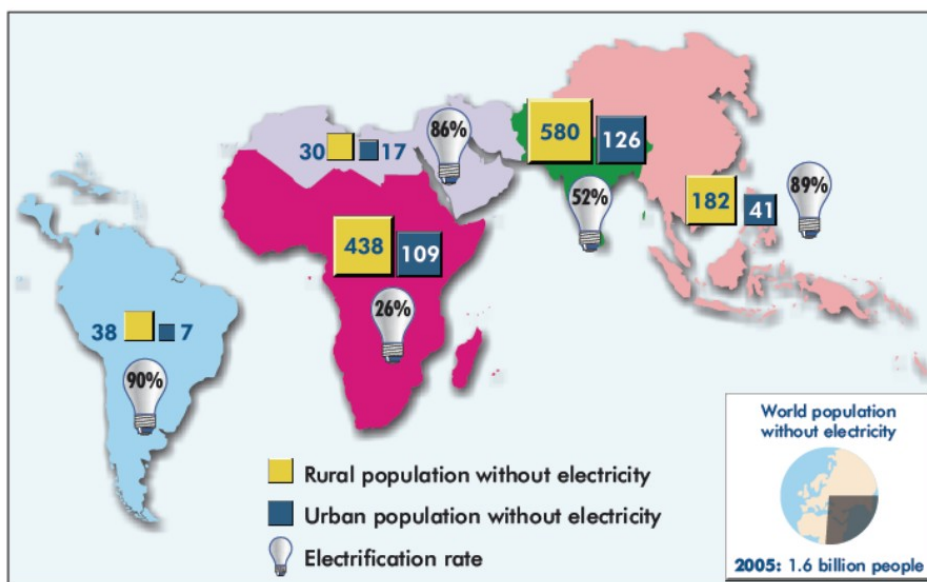 86%
30
17
580
126
52%
182
41
89%
438
109
26%
38
7
90%
World population
without electricity
2005: 1.6 billion people
Rural population without electricity
Urban population without electricity
Electrification rate